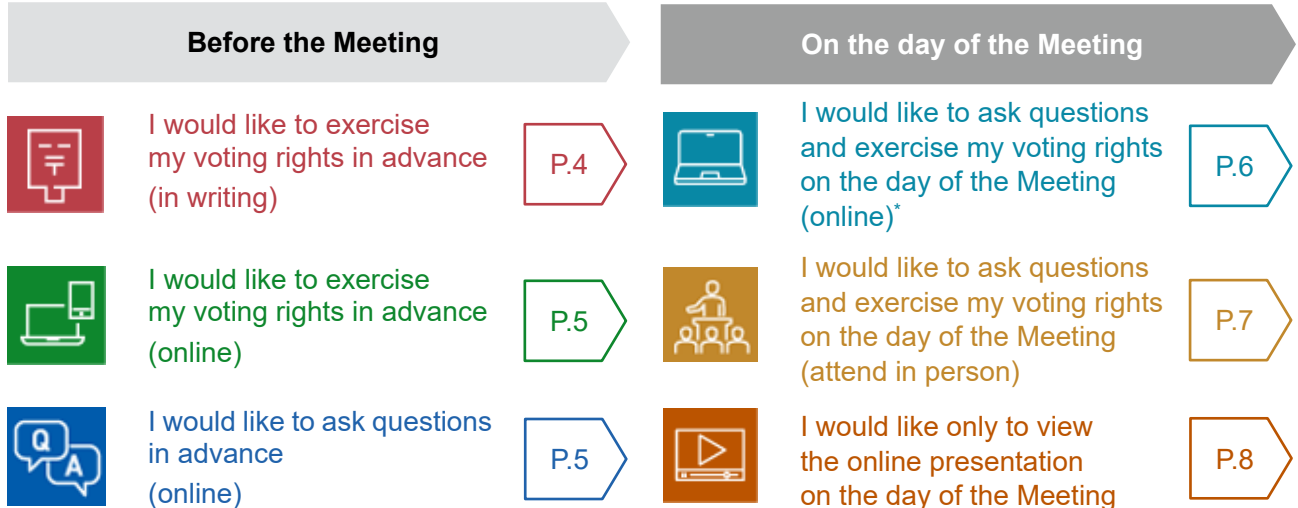 Before the Meeting
I would like to exercise
my voting rights in advance
(in writing)
P.4
I would like to exercise
my voting rights in advance
(online)
P.5
Q
A
I would like to ask questions
in advance
(online)
P.5
On the day of the Meeting
I would like to ask questions
and exercise my voting rights
on the day of the Meeting
(online)*
P.6
I would like to ask questions
and exercise my voting rights
on the day of the Meeting
(attend in person)
P.7
I would like only to view
the online presentation
on the day of the Meeting
P.8